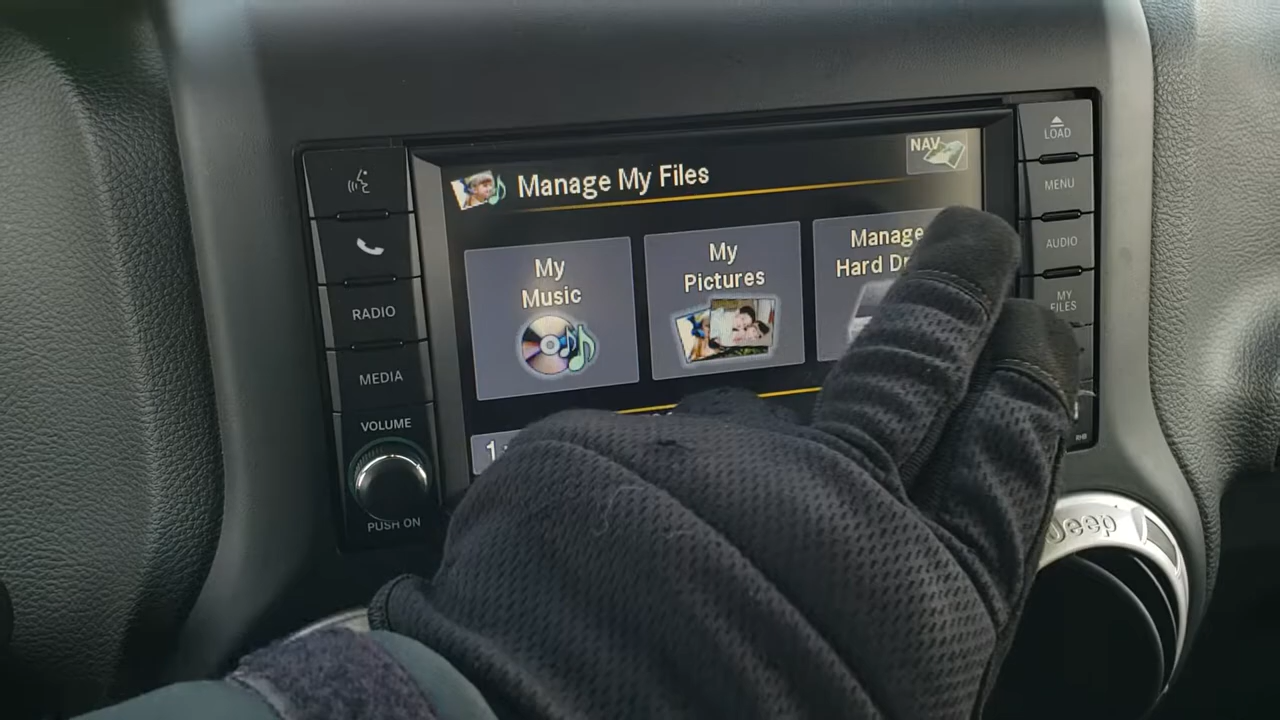 Manage My Files
NAV
My
Music
My
Pictures
Manage
Hard
RADIO
MEDIA
VOLUME
PUSH ON
LOAD
MENU
AUDIO
MY
FILES
Jeep